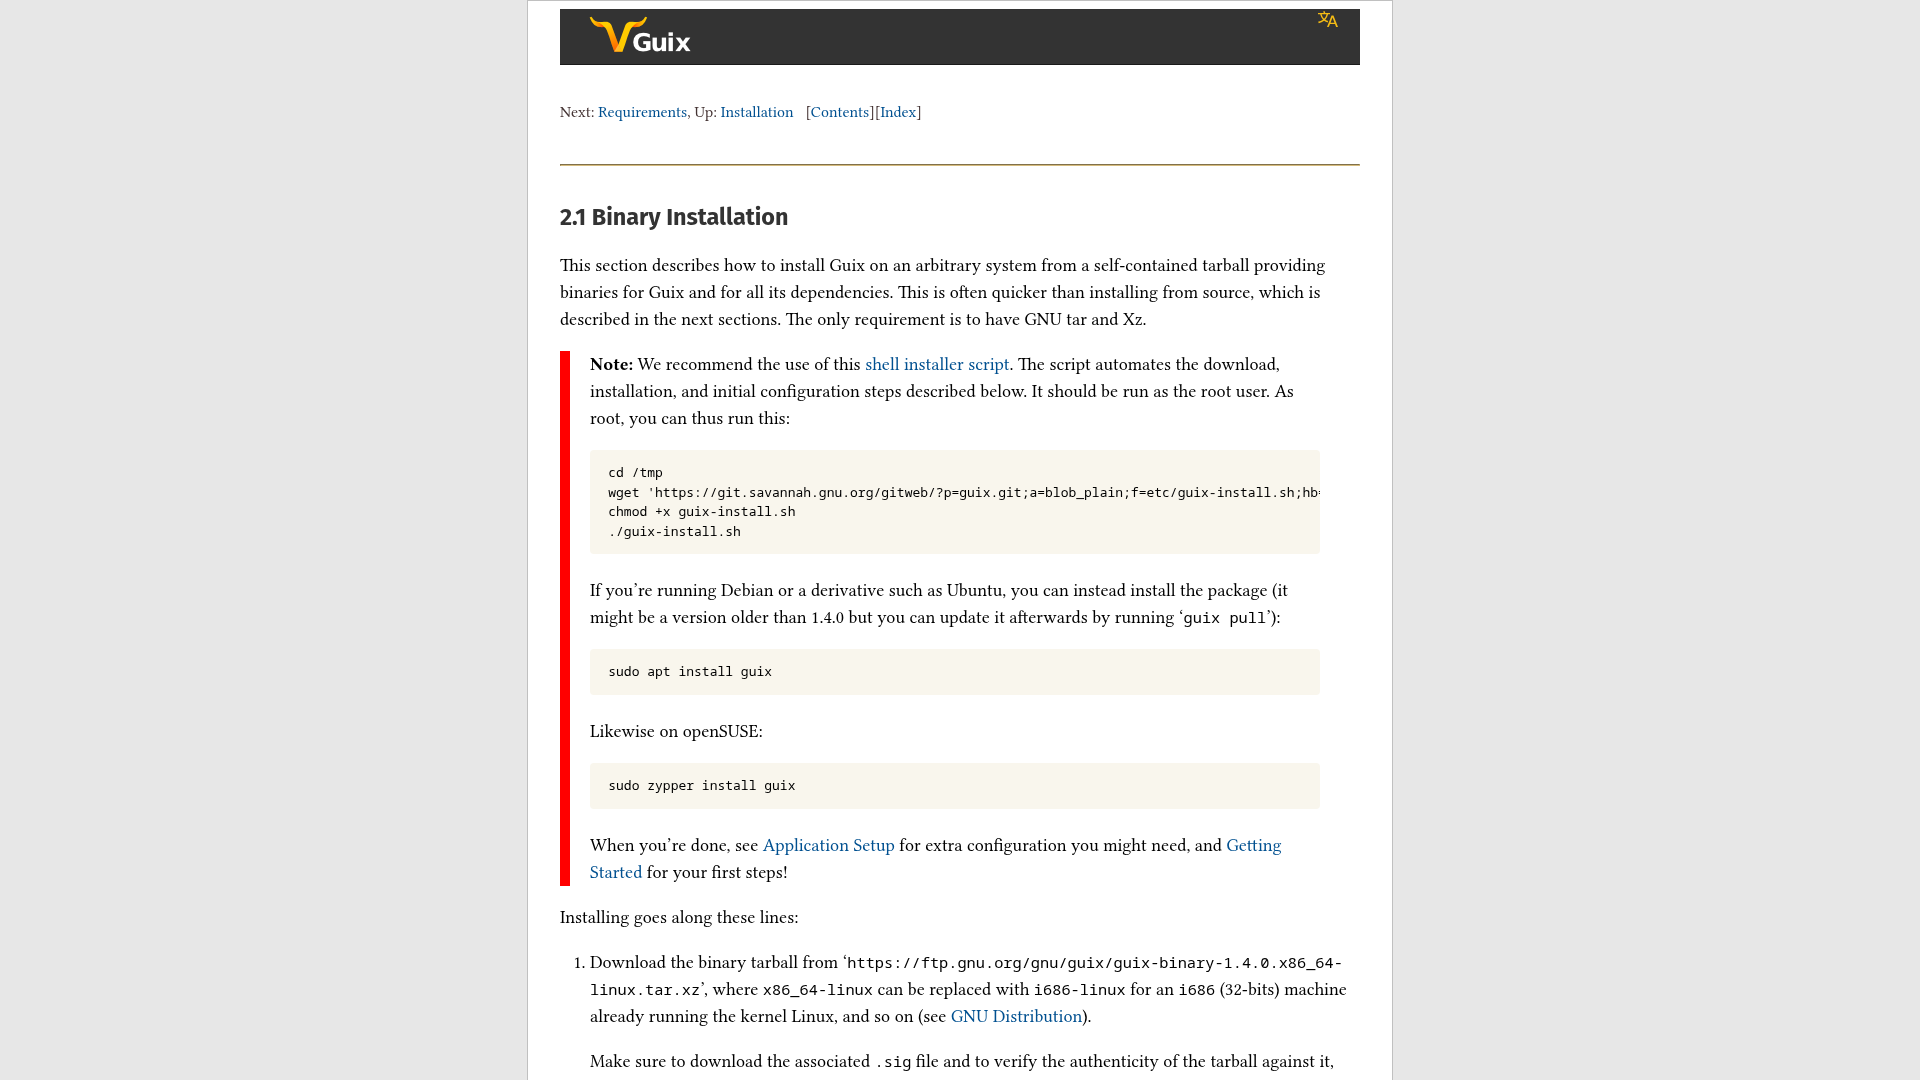 Guix
文A
Next: Requirements, Up: Installation [Contents][Index]
2.1 Binary Installation
This section describes how to install Guix on an arbitrary system from a self-contained tarball providing
binaries for Guix and for all its dependencies. This is often quicker than installing from source, which is
described in the next sections. The only requirement is to have GNU tar and Xz.
Note: We recommend the use of this shell installer script. The script automates the download,
installation, and initial configuration steps described below. It should be run as the root user. As
root, you can thus run this:
cd /tmp
wget 'https://git.savannah.gnu.org/gitweb/?p=guix.git;a=blob_plain;f=etc/guix-install.sh;hb=
chmod +x guix-install.sh
./guix-install.sh
If you’re running Debian or a derivative such as Ubuntu, you can instead install the package (it
might be a version older than 1.4.0 but you can update it afterwards by running ‘guix pull’):
sudo apt install guix
Likewise on openSUSE:
sudo zypper install guix
When you’re done, see Application Setup for extra configuration you might need, and Getting
Started for your first steps!
Installing goes along these lines:
1. Download the binary tarball from ‘https://ftp.gnu.org/gnu/guix/guix-binary-1.4.0.x86_64-
linux.tar.xz’, where x86_64-linux can be replaced with i686-linux for an i686 (32-bits) machine
already running the kernel Linux, and so on (see GNU Distribution).
Make sure to download the associated .sig file and to verify the authenticity of the tarball against it,